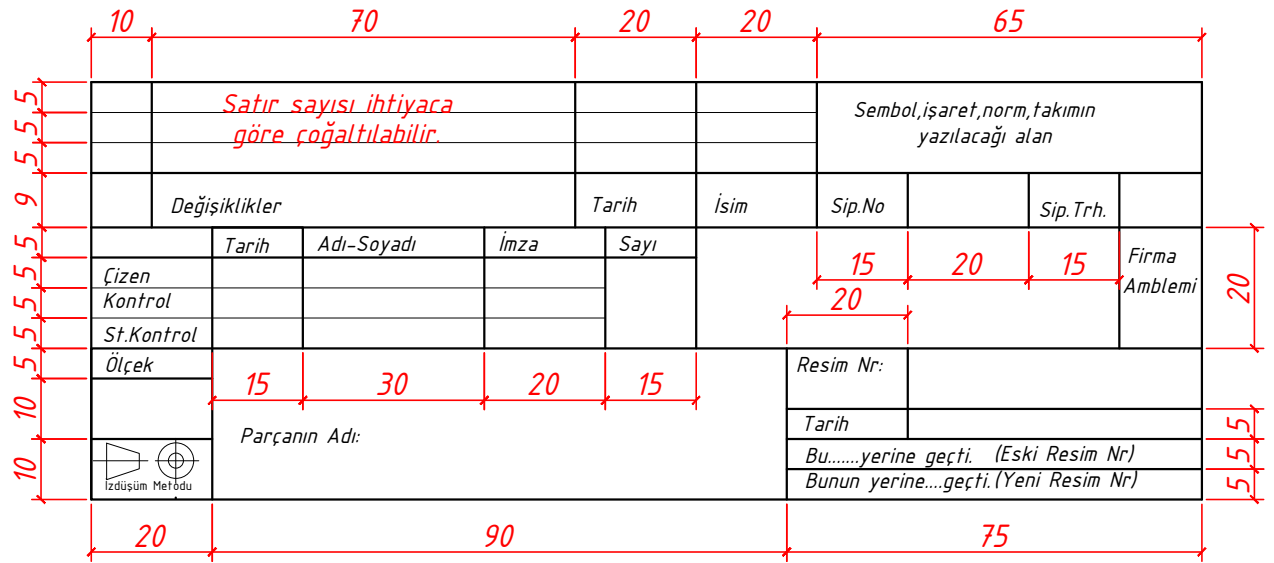 10 70 20 20 65
5
Satır sayısı ihtiyaca
göre çoğaltılabilir.
5
5
Sembol,işaret,norm,takımın
yazılacağı alan
9
Değişiklikler Tarih İsim Sip.No Sip.Trh.
5
Tarih Adı-Soyadı İmza Sayı
5
Çizen
15 20 15
Firma
Amblemi
20
5
Kontrol
20
5
St.Kontrol
5
Ölçek
Resim Nr:
15 30 20 15
10
Parçanın Adı:
Tarih
5
10
İzdüşüm Metodu
Bu.......yerine geçti. (Eski Resim Nr)
5
Bunun yerine....geçti.(Yeni Resim Nr)
5
20 90 75